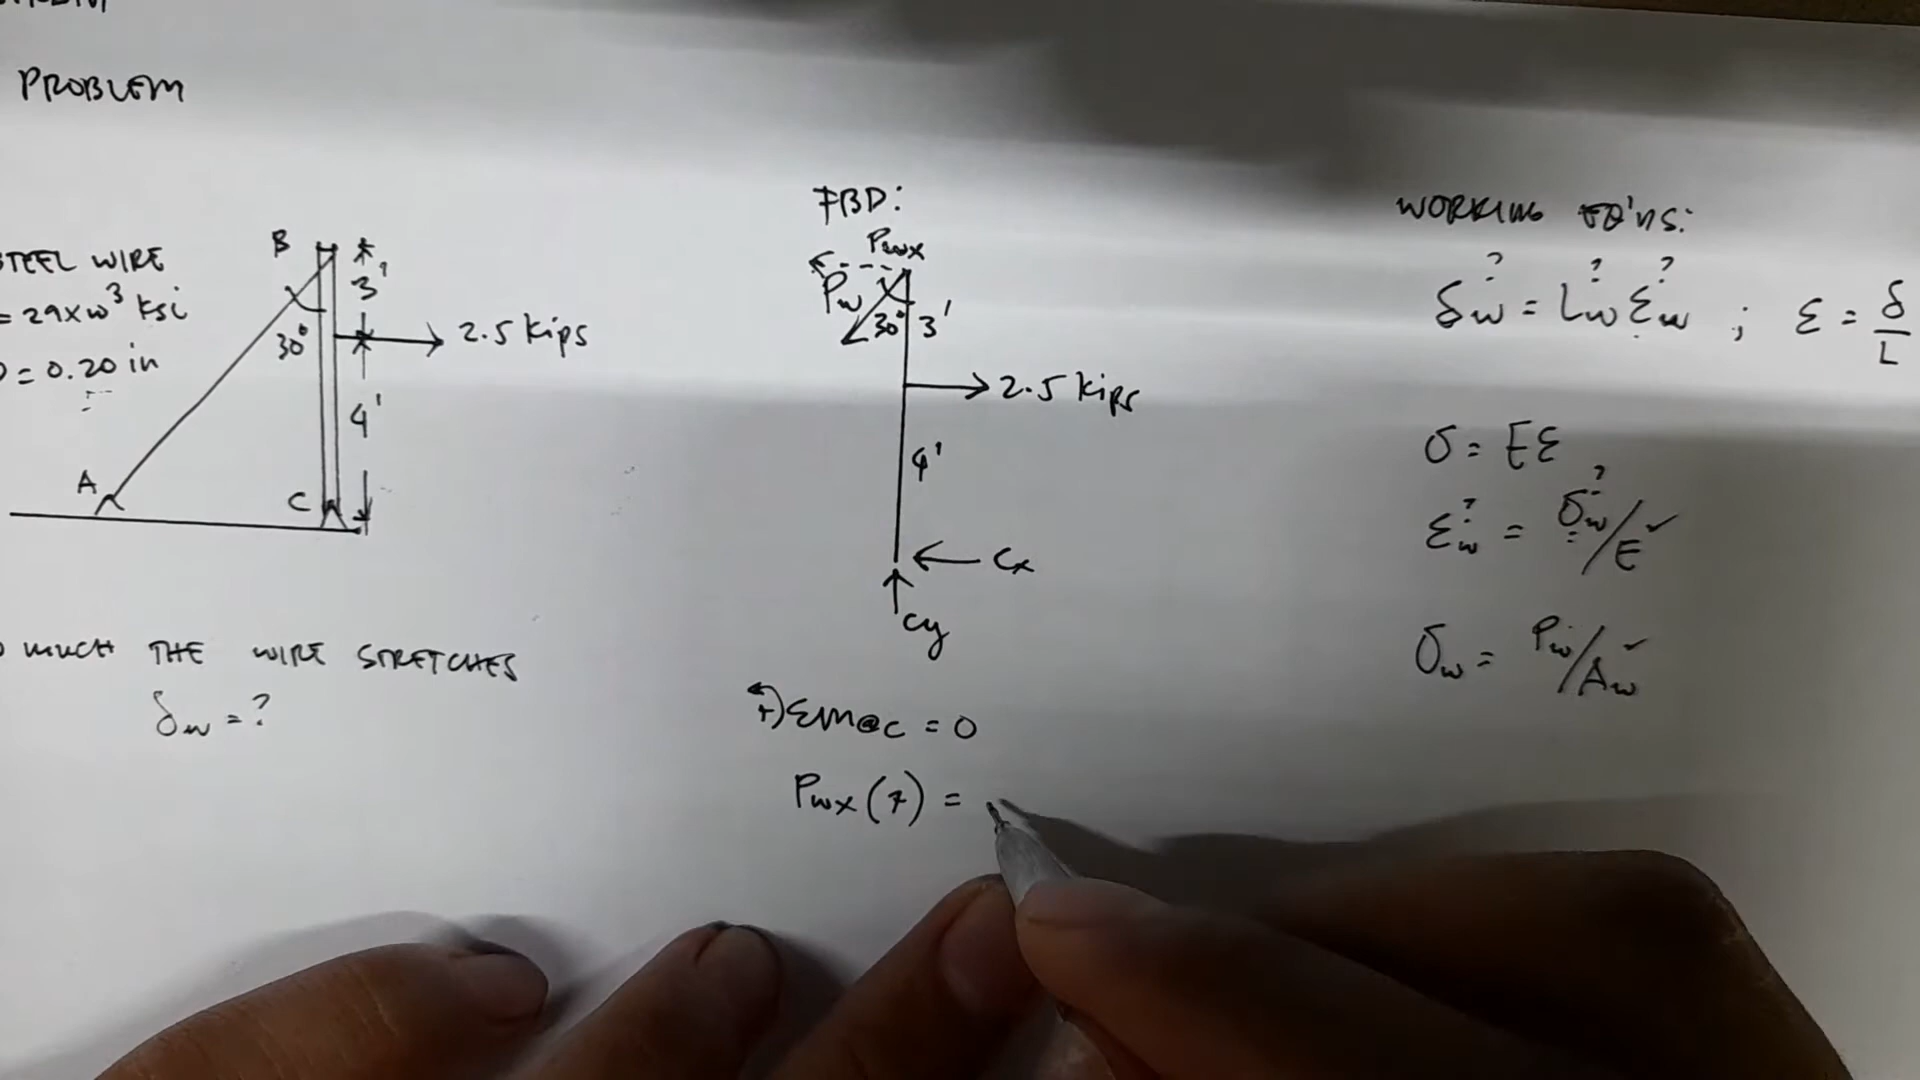 PROBLEM
STEEL WIRE
= 29x10³ ksi
D = 0.20 in
B
30°
3'
4'
2.5 kips
A
C
MUCH THE WIRE STRETCHES
δw = ?
FBD:
Pwx
Pw
30°
3'
2.5 kips
4'
Cx
Cy
+) ΣM@C = 0
Pwx (7) =
WORKING EQ'NS:
? ? ?
δw = Lw εw ; ε = δ/L
σ = Eε
εw? = σw?/E ✓
σw = Pw/Aw ✓